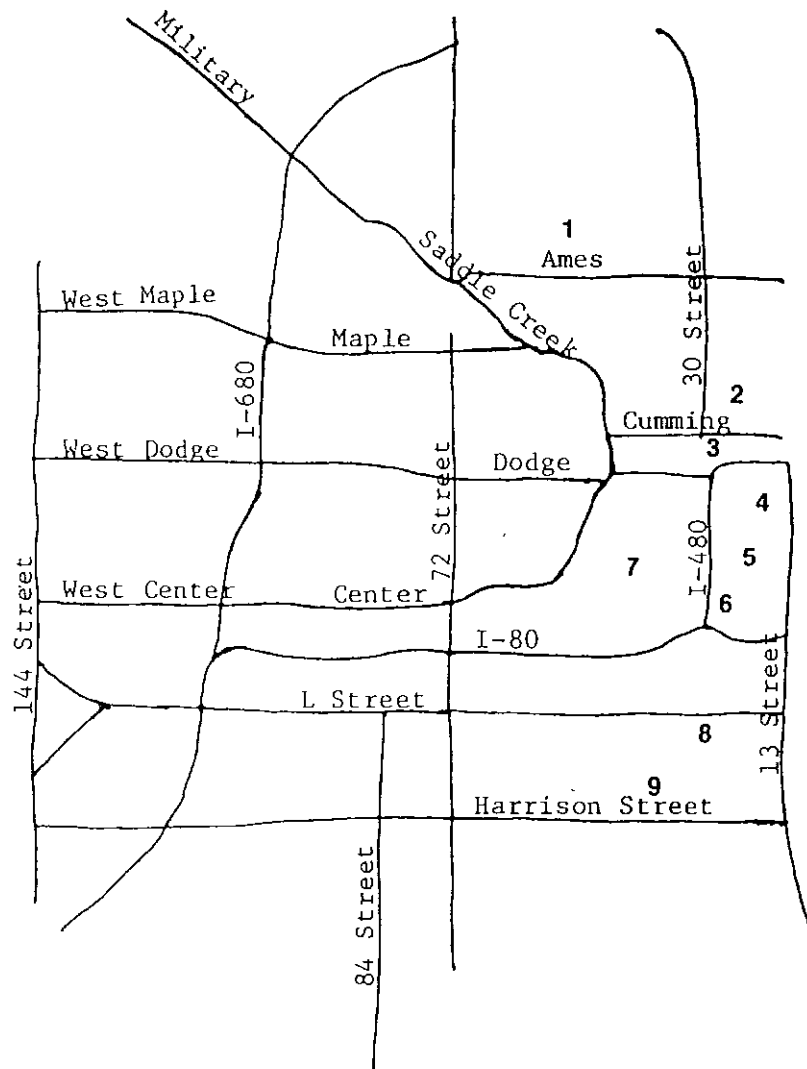 Military
1
Saddle Creek
Ames
West Maple
Maple
30 Street
I-680
2
Cumming
3
West Dodge
Dodge
4
72 Street
I-480
5
7
West Center
Center
6
144 Street
I-80
L Street
13 Street
8
9
Harrison Street
84 Street